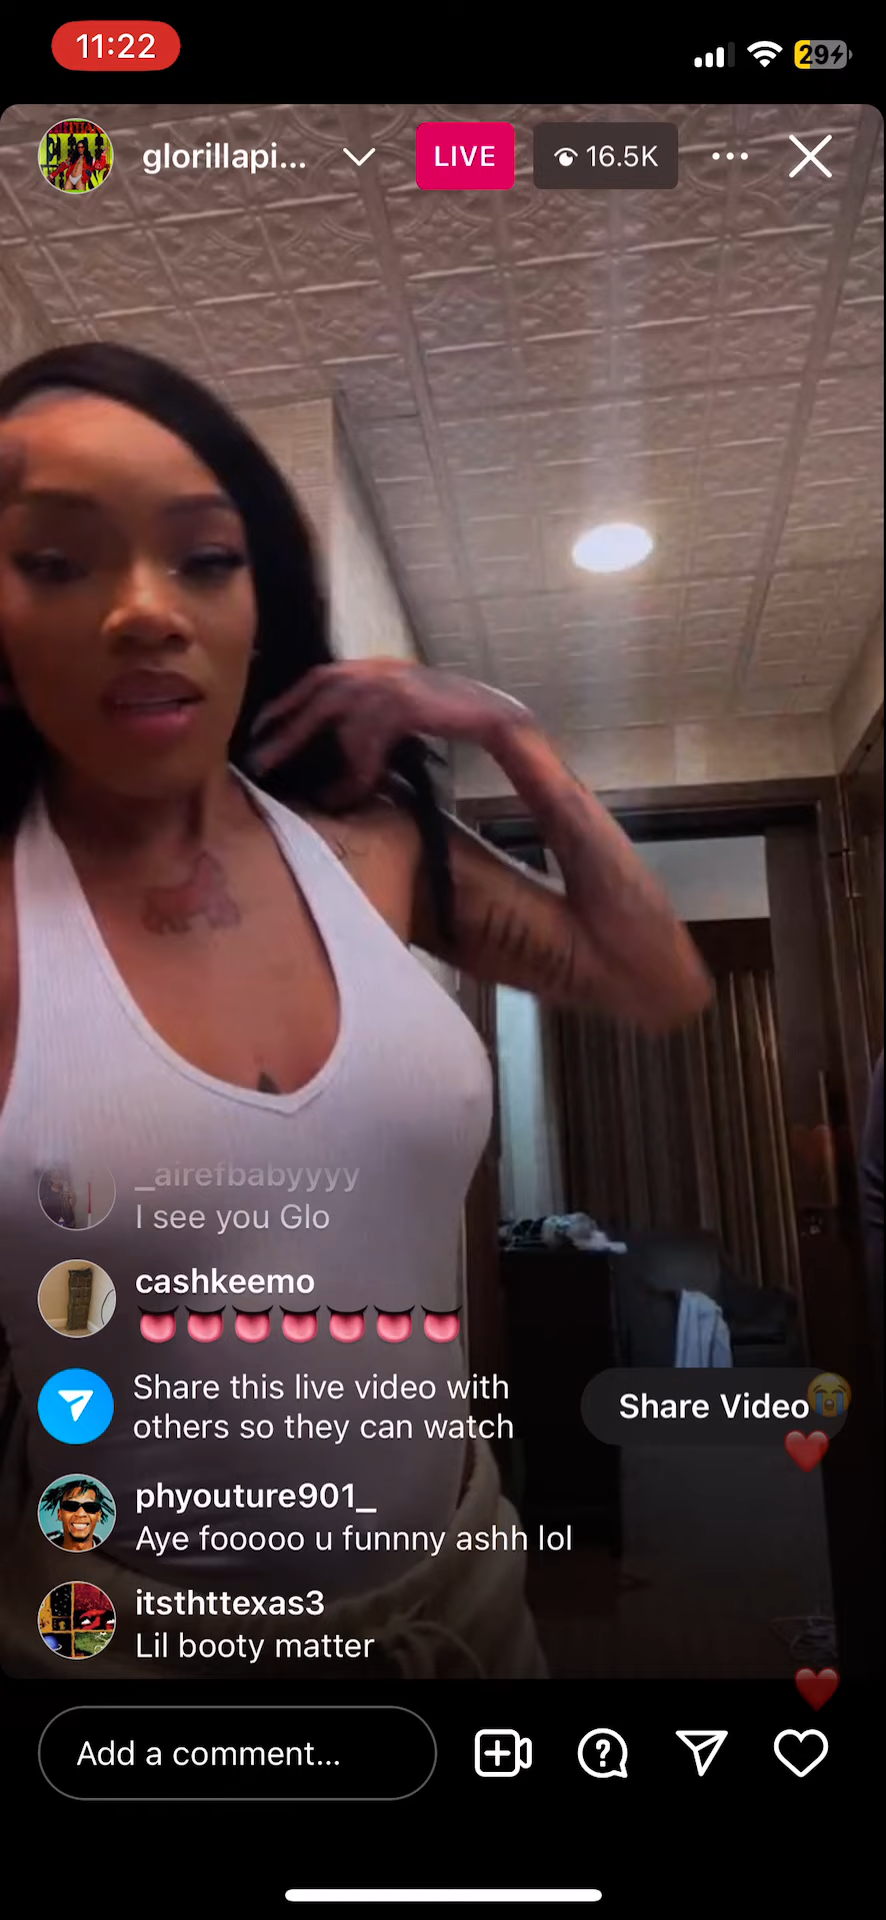 11:22
29
glorillapi...
LIVE
16.5K
_airefbabyyyy
I see you Glo
cashkeemo
👅👅👅👅👅👅👅
Share this live video with
others so they can watch
Share Video
phyouture901_
Aye fooooo u funnny ashh lol
itsthttexas3
Lil booty matter
Add a comment...